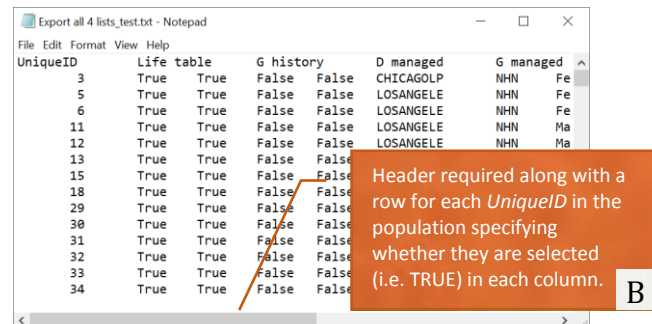 Export all 4 lists_test.txt - Notepad
File Edit Format View Help
UniqueID Life table G history D managed G managed
3 True True False False CHICAGOLP NHN Fe
5 True True False False LOSANGELE NHN Fe
6 True True False False LOSANGELE NHN Fe
11 True True False False LOSANGELE NHN Ma
12 True True False False LOSANGELE NHN Ma
13 True True False False
15 True True False False
18 True True False False
29 True True False False
30 True True False False
31 True True False False
32 True True False False
33 True True False False
34 True True False False
Header required along with a
row for each UniqueID in the
population specifying
whether they are selected
(i.e. TRUE) in each column.
B